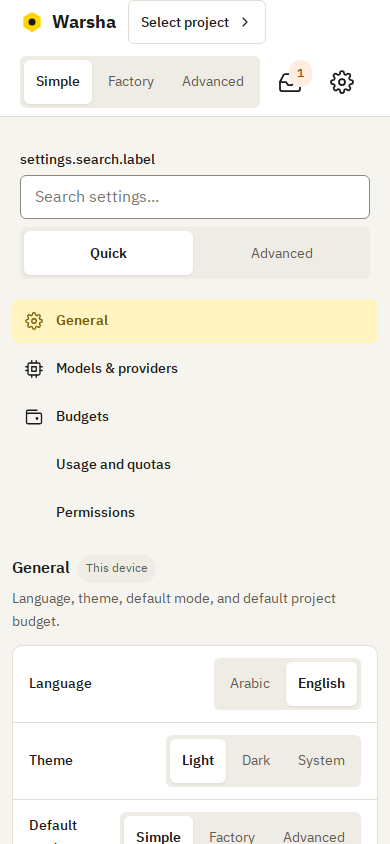 Warsha
Select project
Simple
Factory
Advanced
1
settings.search.label
Search settings...
Quick
Advanced
General
Models & providers
Budgets
Usage and quotas
Permissions
General
This device
Language, theme, default mode, and default project
budget.
Language
Arabic
English
Theme
Light
Dark
System
Default
Simple
Factory
Advanced